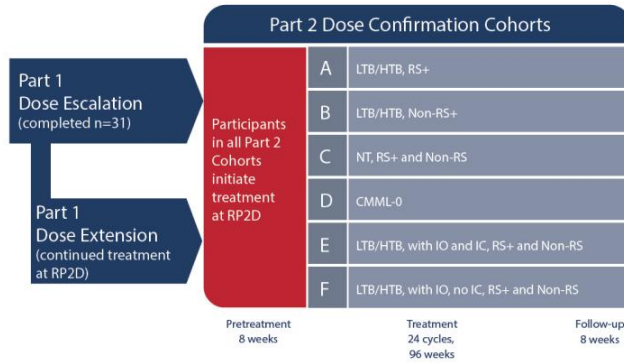 Part 2 Dose Confirmation Cohorts
Part 1
Dose Escalation
(completed n=31)
Part 1
Dose Extension
(continued treatment
at RP2D)
Participants
in all Part 2
Cohorts
initiate
treatment
at RP2D
A LTB/HTB, RS+
B LTB/HTB, Non-RS+
C NT, RS+ and Non-RS
D CMML-0
E LTB/HTB, with IO and IC, RS+ and Non-RS
F LTB/HTB, with IO, no IC, RS+ and Non-RS
Pretreatment
8 weeks
Treatment
24 cycles,
96 weeks
Follow-up
8 weeks